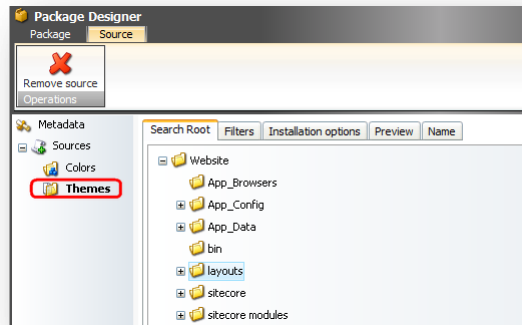 Package Designer
Package Source
Remove source
Operations
Metadata
Sources
Colors
Themes
Search Root Filters Installation options Preview Name
Website
App_Browsers
App_Config
App_Data
bin
layouts
sitecore
sitecore modules